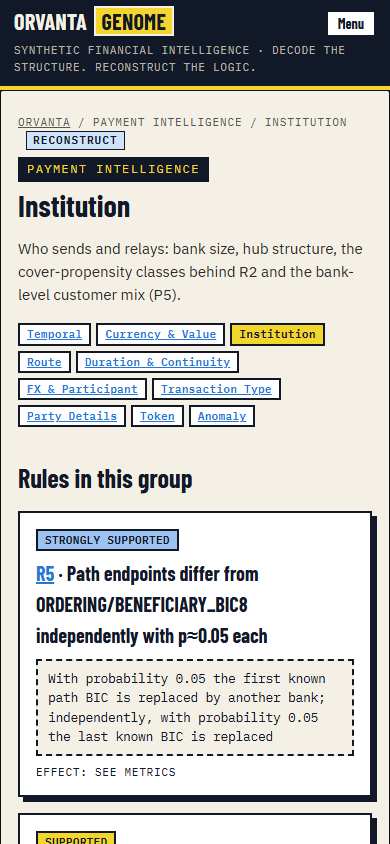 ORVANTA GENOME
Menu
SYNTHETIC FINANCIAL INTELLIGENCE · DECODE THE
STRUCTURE. RECONSTRUCT THE LOGIC.
ORVANTA / PAYMENT INTELLIGENCE / INSTITUTION
RECONSTRUCT
PAYMENT INTELLIGENCE
Institution
Who sends and relays: bank size, hub structure, the
cover-propensity classes behind R2 and the bank-
level customer mix (P5).
Temporal Currency & Value Institution
Route Duration & Continuity
FX & Participant Transaction Type
Party Details Token Anomaly
Rules in this group
STRONGLY SUPPORTED
R5 · Path endpoints differ from
ORDERING/BENEFICIARY_BIC8
independently with p≈0.05 each
With probability 0.05 the first known
path BIC is replaced by another bank;
independently, with probability 0.05
the last known BIC is replaced
EFFECT: SEE METRICS
SUPPORTED